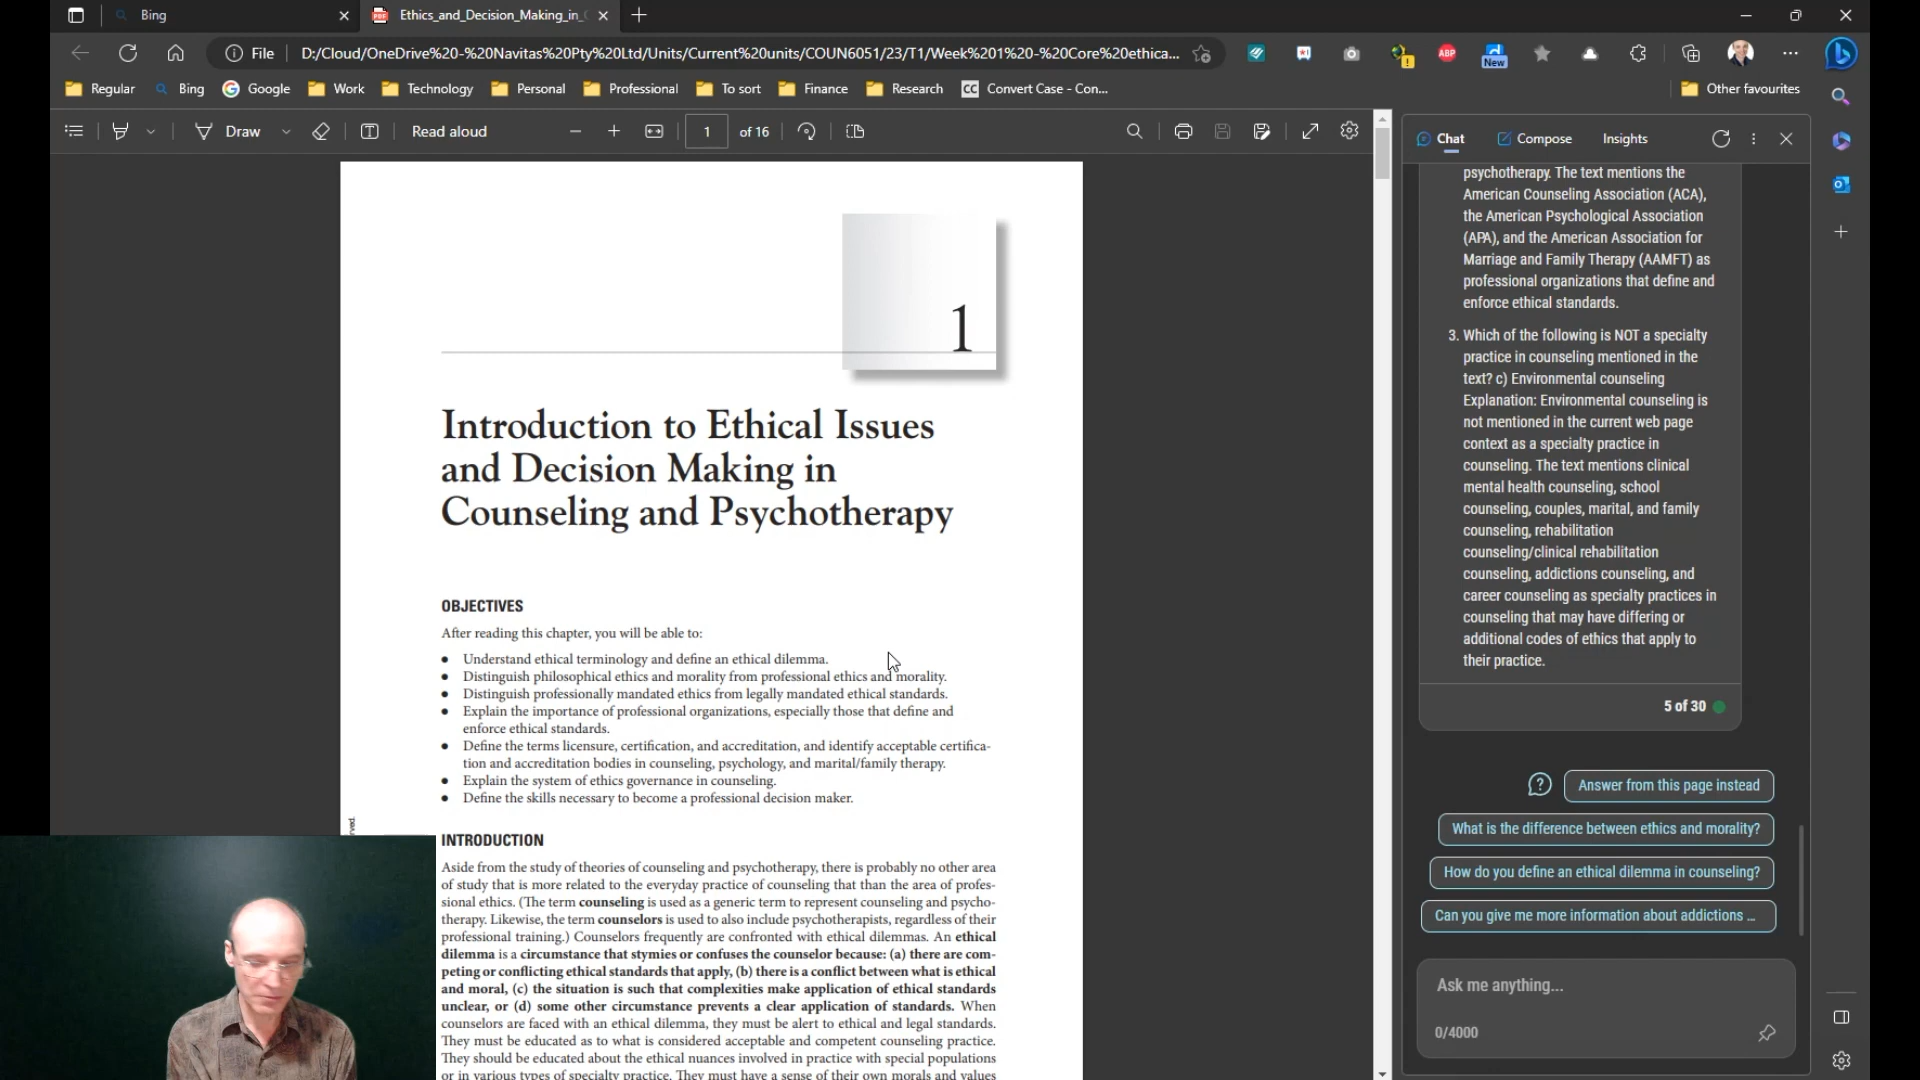 Bing
Ethics_and_Decision_Making_in_
File
D:/Cloud/OneDrive%20-%20Navitas%20Pty%20Ltd/Units/Current%20units/COUN6051/23/T1/Week%201%20-%20Core%20ethica...
ABP
New
Regular
Bing
Google
Work
Technology
Personal
Professional
To sort
Finance
Research
CC
Convert Case - Con...
Other favourites
Draw
Read aloud
1
of 16
1
Introduction to Ethical Issues
and Decision Making in
Counseling and Psychotherapy
OBJECTIVES
After reading this chapter, you will be able to:
● Understand ethical terminology and define an ethical dilemma.
● Distinguish philosophical ethics and morality from professional ethics and morality.
● Distinguish professionally mandated ethics from legally mandated ethical standards.
● Explain the importance of professional organizations, especially those that define and
enforce ethical standards.
● Define the terms licensure, certification, and accreditation, and identify acceptable certifica-
tion and accreditation bodies in counseling, psychology, and marital/family therapy.
● Explain the system of ethics governance in counseling.
● Define the skills necessary to become a professional decision maker.
INTRODUCTION
Aside from the study of theories of counseling and psychotherapy, there is probably no other area
of study that is more related to the everyday practice of counseling that than the area of profes-
sional ethics. (The term counseling is used as a generic term to represent counseling and psycho-
therapy. Likewise, the term counselors is used to also include psychotherapists, regardless of their
professional training.) Counselors frequently are confronted with ethical dilemmas. An ethical
dilemma is a circumstance that stymies or confuses the counselor because: (a) there are com-
peting or conflicting ethical standards that apply, (b) there is a conflict between what is ethical
and moral, (c) the situation is such that complexities make application of ethical standards
unclear, or (d) some other circumstance prevents a clear application of standards. When
counselors are faced with an ethical dilemma, they must be alert to ethical and legal standards.
They must be educated as to what is considered acceptable and competent counseling practice.
They should be educated about the ethical nuances involved in practice with special populations
or in various types of specialty practice. They must have a sense of their own morals and values
Chat
Compose
Insights
psychotherapy. The text mentions the
American Counseling Association (ACA),
the American Psychological Association
(APA), and the American Association for
Marriage and Family Therapy (AAMFT) as
professional organizations that define and
enforce ethical standards.
3. Which of the following is NOT a specialty
practice in counseling mentioned in the
text? c) Environmental counseling
Explanation: Environmental counseling is
not mentioned in the current web page
context as a specialty practice in
counseling. The text mentions clinical
mental health counseling, school
counseling, couples, marital, and family
counseling, rehabilitation
counseling/clinical rehabilitation
counseling, addictions counseling, and
career counseling as specialty practices in
counseling that may have differing or
additional codes of ethics that apply to
their practice.
5 of 30
Answer from this page instead
What is the difference between ethics and morality?
How do you define an ethical dilemma in counseling?
Can you give me more information about addictions ...
Ask me anything...
0/4000